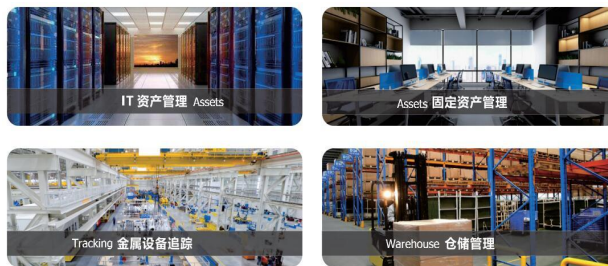 IT 资产管理 Assets
Assets 固定资产管理
Tracking 金属设备追踪
Warehouse 仓储管理